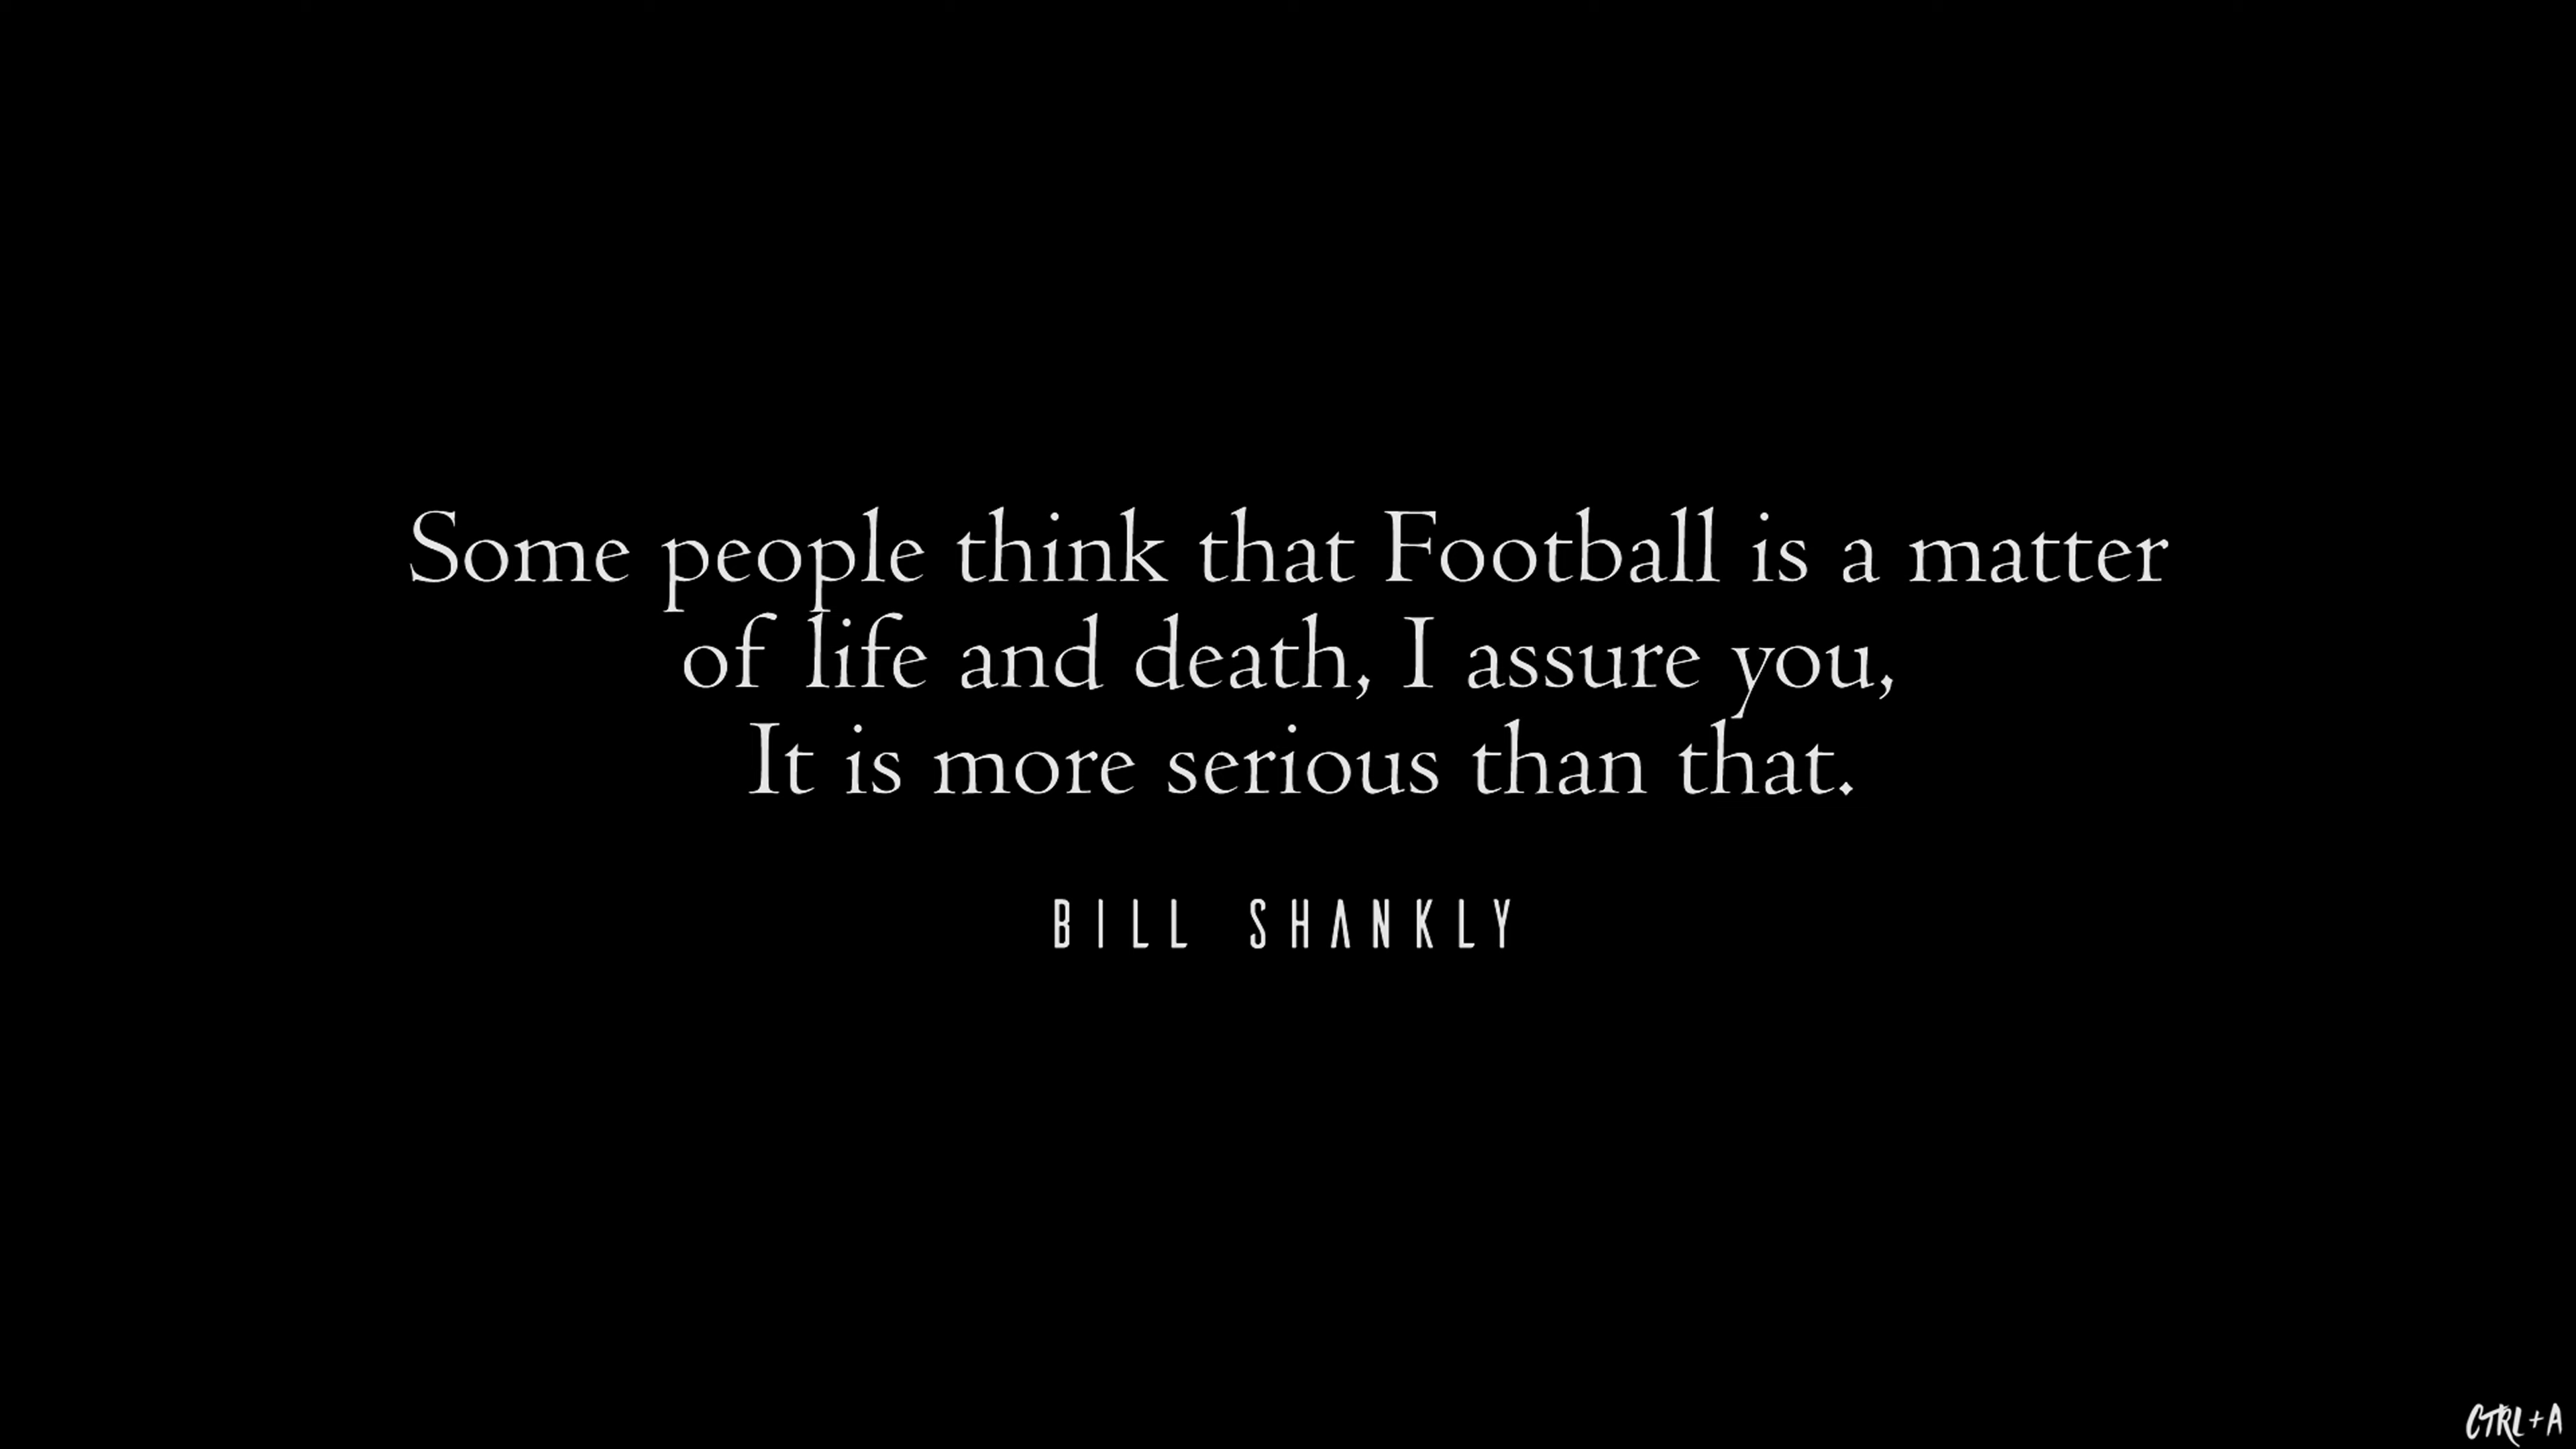 Some people think that Football is a matter
of life and death, I assure you,
It is more serious than that.
BILL SHANKLY
CTRL+A